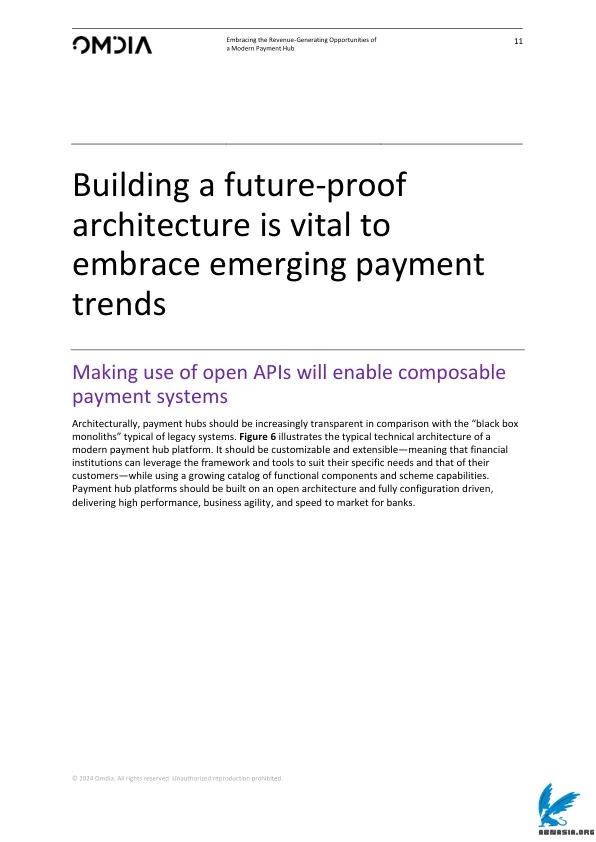 OMDIA
Embracing the Revenue-Generating Opportunities of
a Modern Payment Hub
11
Building a future-proof
architecture is vital to
embrace emerging payment
trends
Making use of open APIs will enable composable
payment systems
Architecturally, payment hubs should be increasingly transparent in comparison with the “black box
monoliths” typical of legacy systems. Figure 6 illustrates the typical technical architecture of a
modern payment hub platform. It should be customizable and extensible—meaning that financial
institutions can leverage the framework and tools to suit their specific needs and that of their
customers—while using a growing catalog of functional components and scheme capabilities.
Payment hub platforms should be built on an open architecture and fully configuration driven,
delivering high performance, business agility, and speed to market for banks.
© 2024 Omdia. All rights reserved. Unauthorized reproduction prohibited.
ABNASIA.ORG